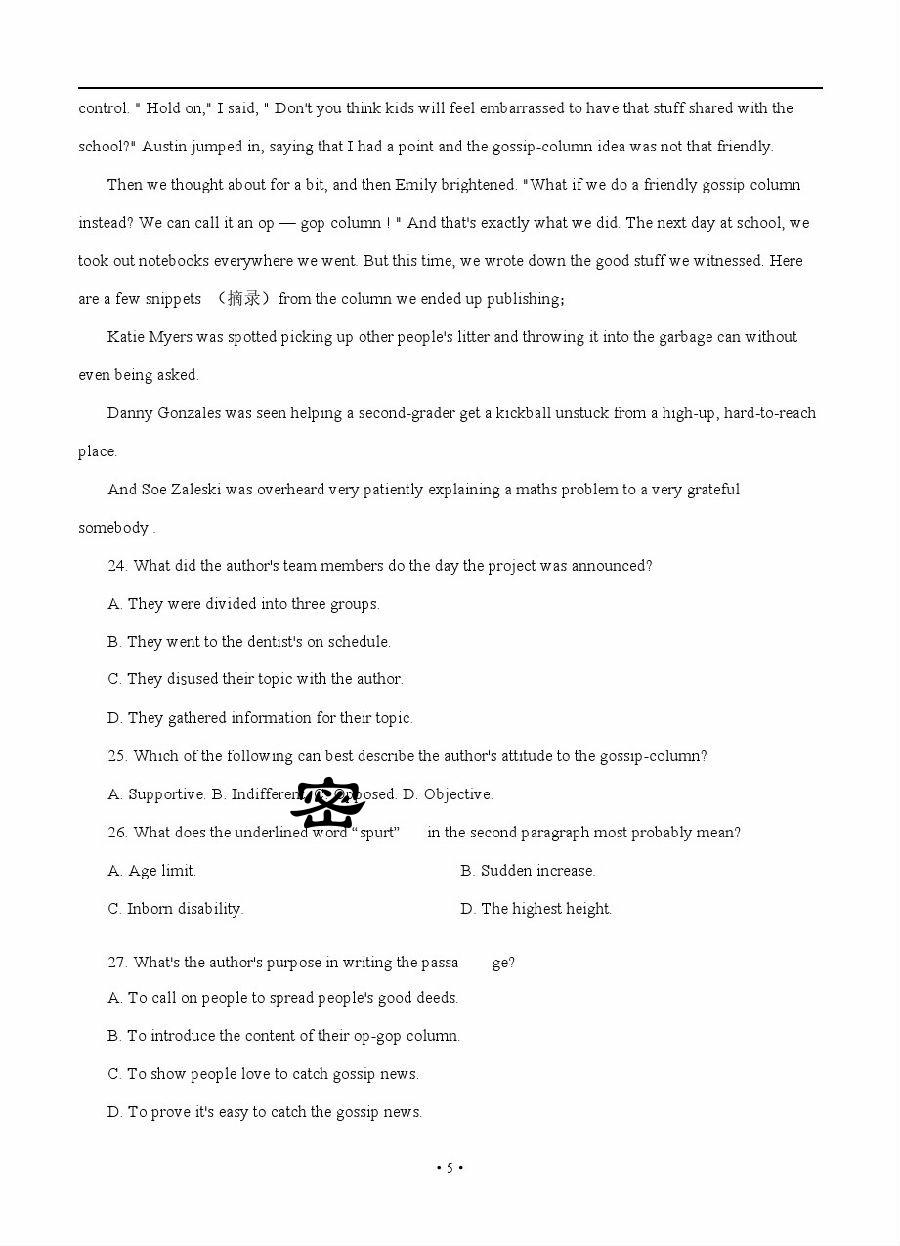 control. " Hold on," I said, " Don't you think kids will feel embarrassed to have that stuff shared with the
school?" Austin jumped in, saying that I had a point and the gossip-column idea was not that friendly.
Then we thought about for a bit, and then Emily brightened. "What if we do a friendly gossip column
instead? We can call it an op — gop column ! " And that's exactly what we did. The next day at school, we
took out notebocks everywhere we went. But this time, we wrote down the good stuff we witnessed. Here
are a few snippets （摘录）from the column we ended up publishing;
Katie Myers was spotted picking up other people's litter and throwing it into the garbage can without
even being asked.
Danny Gonzales was seen helping a second-grader get a kickball unstuck from a high-up, hard-to-reach
place.
And Soe Zaleski was overheard very patiently explaining a maths problem to a very grateful
somebody .
24. What did the author's team members do the day the project was announced?
A. They were divided into three groups.
B. They went to the dentist's on schedule.
C. They disused their topic with the author.
D. They gathered information for their topic.
25. Which of the following can best describe the author's attitude to the gossip-cclumn?
A. Supportive. B. Indifferent. C. Opposed. D. Objective.
密
26. What does the underlined word “spurt” in the second paragraph most probably mean?
A. Age limit. B. Sudden increase.
C. Inborn disability. D. The highest height.
27. What's the author's purpose in writing the passa ge?
A. To call on people to spread people's good deeds.
B. To introduce the content of their op-gop column.
C. To show people love to catch gossip news.
D. To prove it's easy to catch the gossip news.
• 5 •